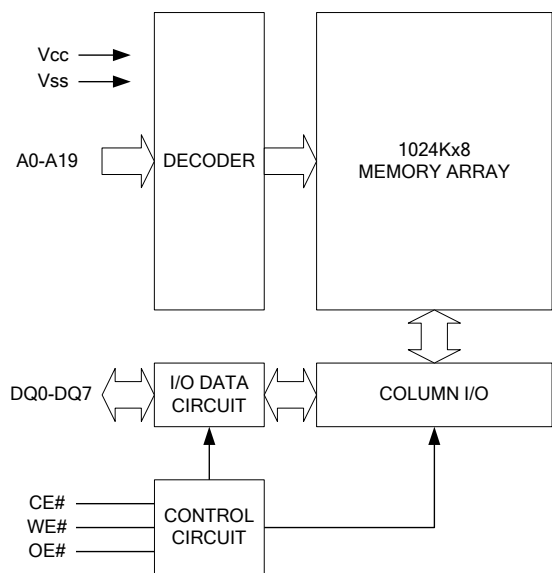 Vcc
Vss
A0-A19
DECODER
1024Kx8
MEMORY ARRAY
DQ0-DQ7
I/O DATA
CIRCUIT
COLUMN I/O
CE#
WE#
OE#
CONTROL
CIRCUIT